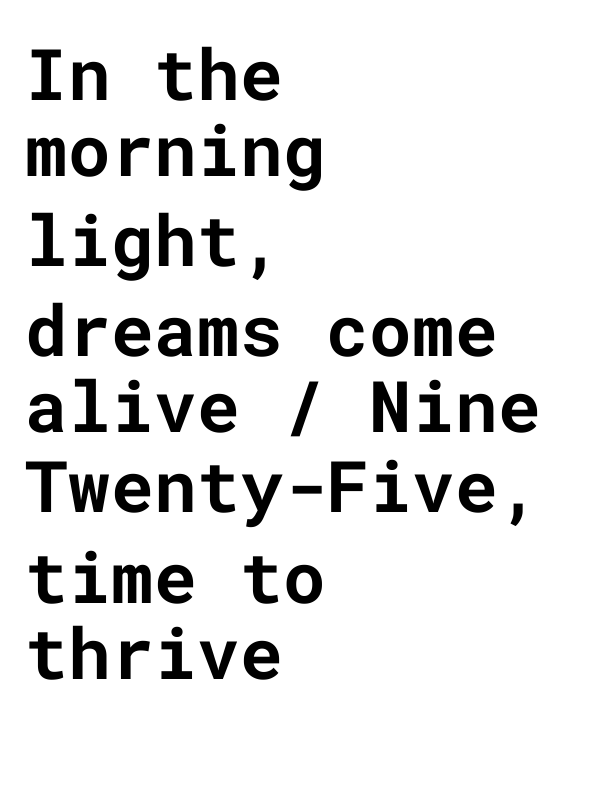 In the
morning
light,
dreams come
alive / Nine
Twenty-Five,
time to
thrive